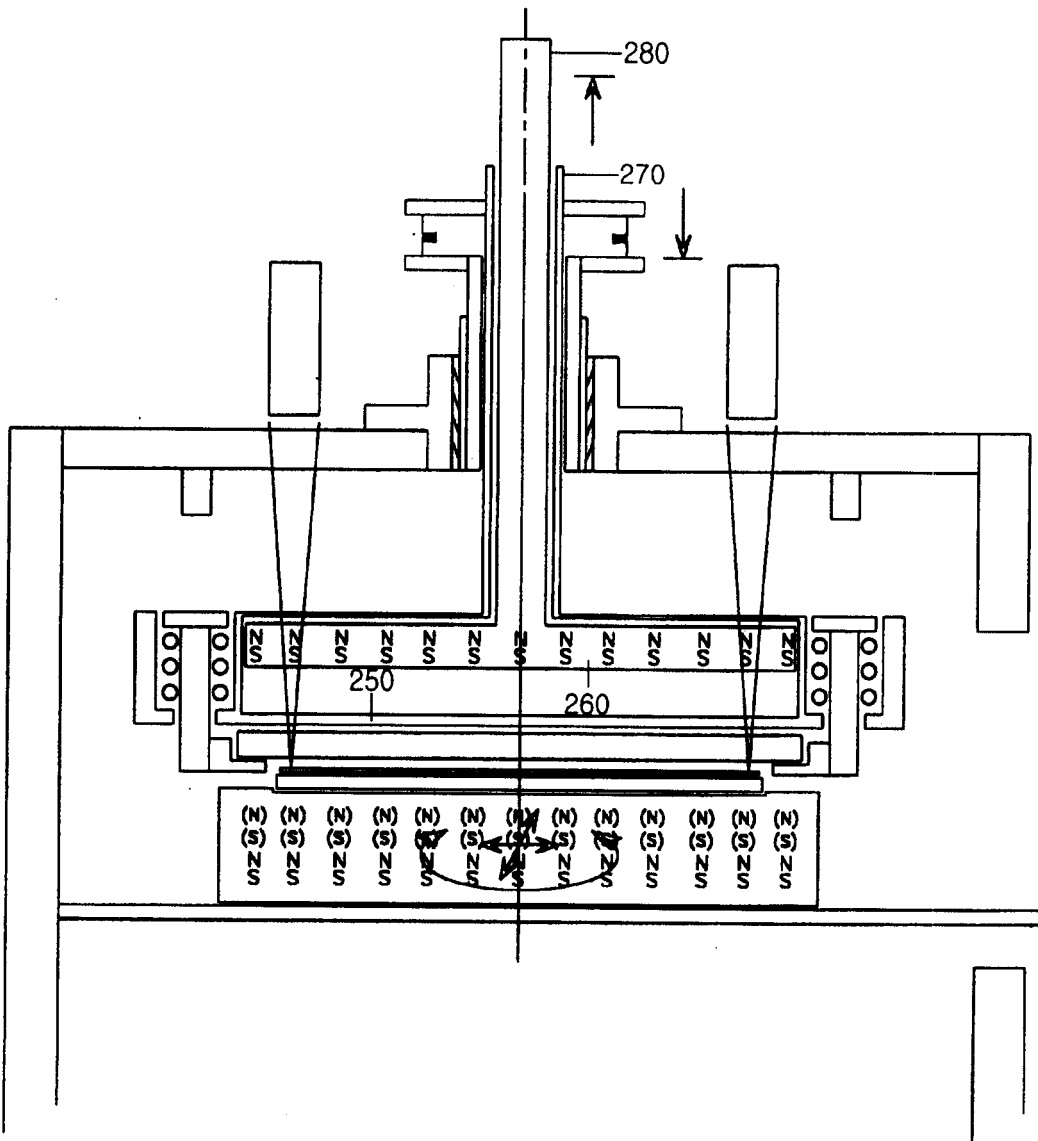 280
270
N N N N N N N N N N N N N
S S S S S S S S S S S S S
250
260
(N) (N) (N) (N) (N) (N) (N) (N) (N) (N) (N) (N) (N)
(S) (S) (S) (S) (S) (S) (S) (S) (S) (S) (S) (S) (S)
N N N N N N N N N N N N N
S S S S S S S S S S S S S